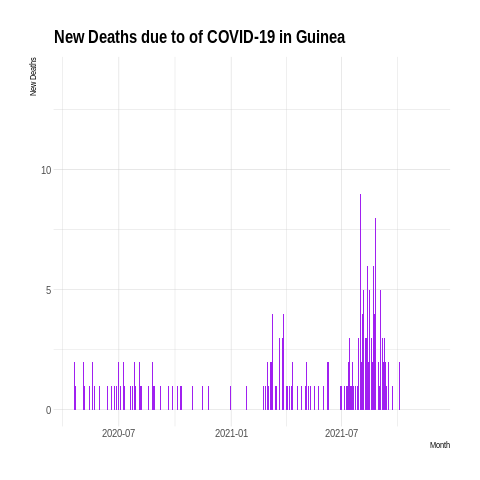 New Deaths due to of COVID-19 in Guinea
New Deaths
10
5
0
2020-07
2021-01
2021-07
Month